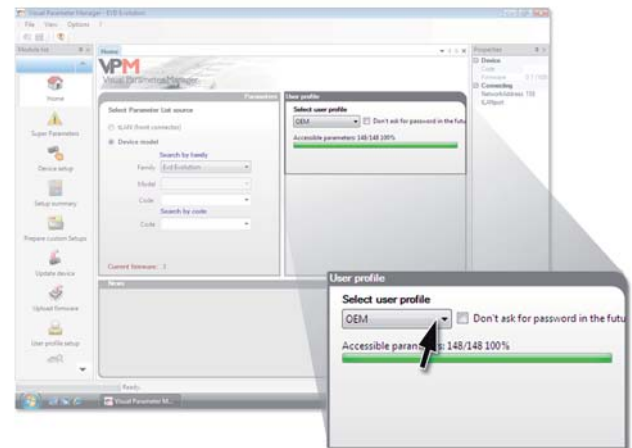 Visual Parameter Manager - EVD Evolution
File View Options ?
Module list
Home
Super Parameters
Device setup
Setup summary
Prepare custom Setups
Update device
Upload firmware
User profile setup
Home
VPM
Visual Parameter Manager
Parameters
Select Parameter List source
tLAN (front connector)
Device model
Search by family
Family Evd Evolution
Model
Code
Search by code
Code
Current firmware:
News
User profile
Select user profile
OEM Don't ask for password in the futu
Accessible parameters: 148/148 100%
Properties
Device
Code
Firmware
Connecting
NetworkAddress 198
Ready.
Visual Parameter M...
User profile
Select user profile
OEM Don't ask for password in the futu
Accessible param s: 148/148 100%